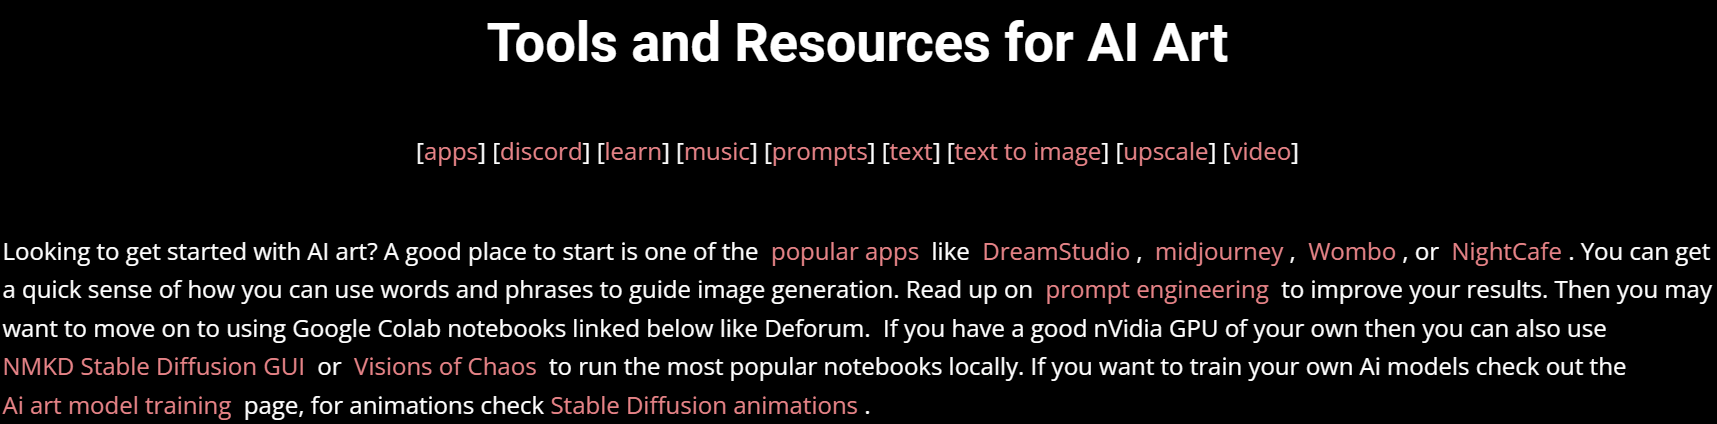 Tools and Resources for AI Art
[apps] [discord] [learn] [music] [prompts] [text] [text to image] [upscale] [video]
Looking to get started with AI art? A good place to start is one of the popular apps like DreamStudio , midjourney , Wombo , or NightCafe . You can get
a quick sense of how you can use words and phrases to guide image generation. Read up on prompt engineering to improve your results. Then you may
want to move on to using Google Colab notebooks linked below like Deforum. If you have a good nVidia GPU of your own then you can also use
NMKD Stable Diffusion GUI or Visions of Chaos to run the most popular notebooks locally. If you want to train your own Ai models check out the
Ai art model training page, for animations check Stable Diffusion animations .